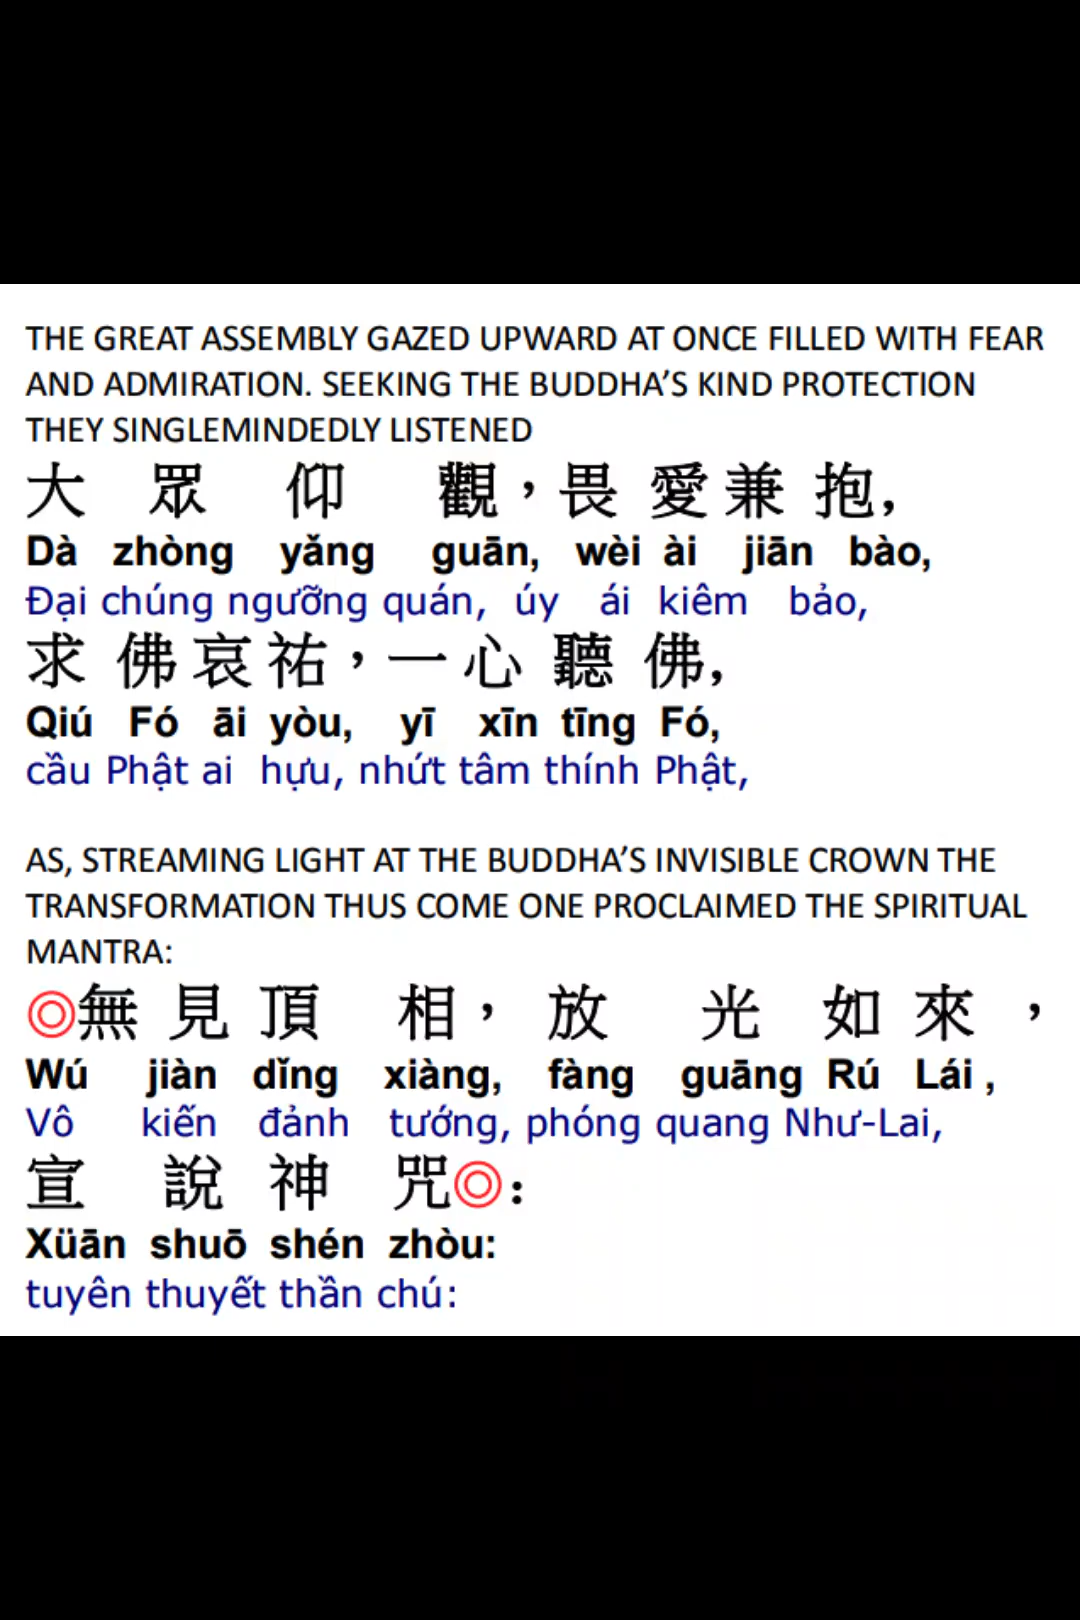 THE GREAT ASSEMBLY GAZED UPWARD AT ONCE FILLED WITH FEAR
AND ADMIRATION. SEEKING THE BUDDHA'S KIND PROTECTION
THEY SINGLEMINDEDLY LISTENED
大 眾 仰 觀，畏 愛 兼 抱,
Dà zhòng yǎng guān, wèi ài jiān bào,
Đại chúng ngưỡng quán, úy ái kiêm bảo,
求 佛 哀 祐，一 心 聽 佛,
Qiú Fó āi yòu, yī xīn tīng Fó,
cầu Phật ai hựu, nhứt tâm thính Phật,
AS, STREAMING LIGHT AT THE BUDDHA'S INVISIBLE CROWN THE
TRANSFORMATION THUS COME ONE PROCLAIMED THE SPIRITUAL
MANTRA:
◎無 見 頂 相，放 光 如 來 ，
Wú jiàn dǐng xiàng, fàng guāng Rú Lái ,
Vô kiến đảnh tướng, phóng quang Như-Lai,
宣 說 神 咒◎：
Xüān shuō shén zhòu:
tuyên thuyết thần chú: